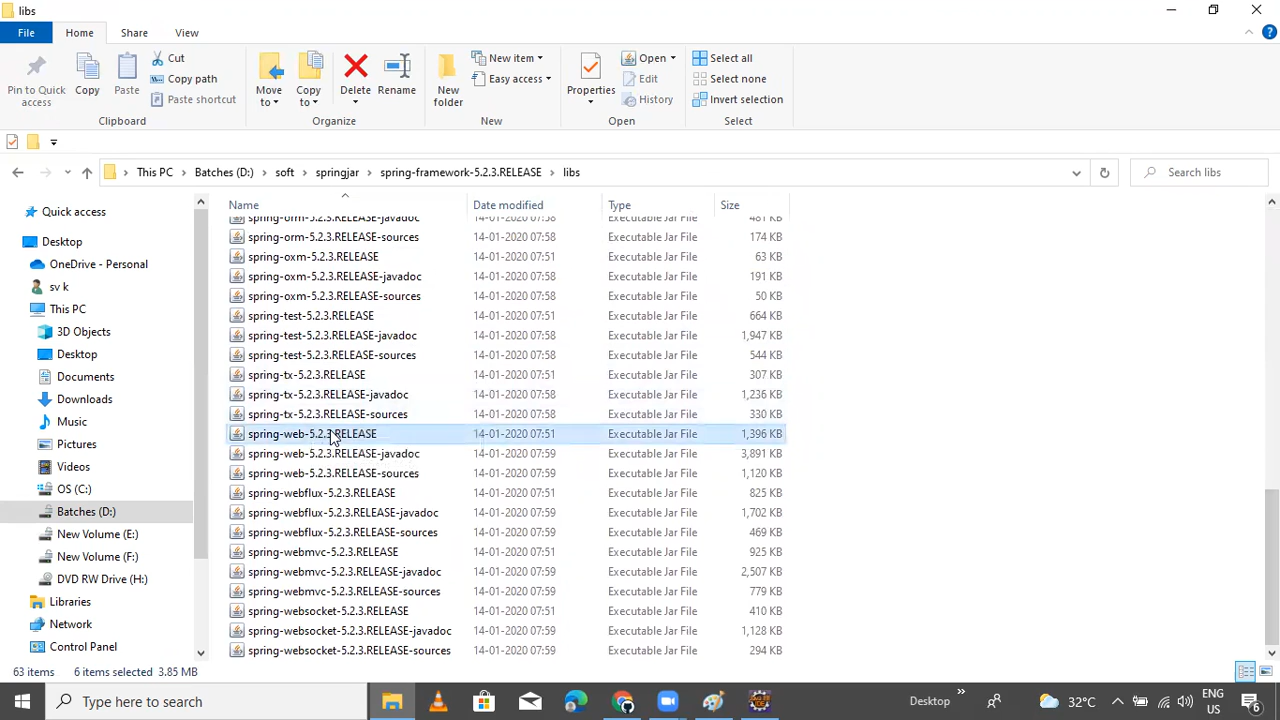 libs
File Home Share View
Pin to Quick access
Copy
Paste
Cut
Copy path
Paste shortcut
Clipboard
Move to
Copy to
Delete
Rename
Organize
New folder
New item
Easy access
New
Properties
Open
Edit
History
Open
Select all
Select none
Invert selection
Select
This PC > Batches (D:) > soft > springjar > spring-framework-5.2.3.RELEASE > libs
Search libs
Quick access
Desktop
OneDrive - Personal
sv k
This PC
3D Objects
Desktop
Documents
Downloads
Music
Pictures
Videos
OS (C:)
Batches (D:)
New Volume (E:)
New Volume (F:)
DVD RW Drive (H:)
Libraries
Network
Control Panel
Name Date modified Type Size
spring-orm-5.2.3.RELEASE-javadoc 14-01-2020 07:58 Executable Jar File 481 KB
spring-orm-5.2.3.RELEASE-sources 14-01-2020 07:58 Executable Jar File 174 KB
spring-oxm-5.2.3.RELEASE 14-01-2020 07:51 Executable Jar File 63 KB
spring-oxm-5.2.3.RELEASE-javadoc 14-01-2020 07:58 Executable Jar File 191 KB
spring-oxm-5.2.3.RELEASE-sources 14-01-2020 07:58 Executable Jar File 50 KB
spring-test-5.2.3.RELEASE 14-01-2020 07:51 Executable Jar File 664 KB
spring-test-5.2.3.RELEASE-javadoc 14-01-2020 07:58 Executable Jar File 1,947 KB
spring-test-5.2.3.RELEASE-sources 14-01-2020 07:58 Executable Jar File 544 KB
spring-tx-5.2.3.RELEASE 14-01-2020 07:51 Executable Jar File 307 KB
spring-tx-5.2.3.RELEASE-javadoc 14-01-2020 07:58 Executable Jar File 1,236 KB
spring-tx-5.2.3.RELEASE-sources 14-01-2020 07:58 Executable Jar File 330 KB
spring-web-5.2.3.RELEASE 14-01-2020 07:51 Executable Jar File 1,396 KB
spring-web-5.2.3.RELEASE-javadoc 14-01-2020 07:59 Executable Jar File 3,891 KB
spring-web-5.2.3.RELEASE-sources 14-01-2020 07:59 Executable Jar File 1,120 KB
spring-webflux-5.2.3.RELEASE 14-01-2020 07:51 Executable Jar File 825 KB
spring-webflux-5.2.3.RELEASE-javadoc 14-01-2020 07:59 Executable Jar File 1,702 KB
spring-webflux-5.2.3.RELEASE-sources 14-01-2020 07:59 Executable Jar File 469 KB
spring-webmvc-5.2.3.RELEASE 14-01-2020 07:51 Executable Jar File 925 KB
spring-webmvc-5.2.3.RELEASE-javadoc 14-01-2020 07:59 Executable Jar File 2,507 KB
spring-webmvc-5.2.3.RELEASE-sources 14-01-2020 07:59 Executable Jar File 779 KB
spring-websocket-5.2.3.RELEASE 14-01-2020 07:51 Executable Jar File 410 KB
spring-websocket-5.2.3.RELEASE-javadoc 14-01-2020 07:59 Executable Jar File 1,128 KB
spring-websocket-5.2.3.RELEASE-sources 14-01-2020 07:59 Executable Jar File 294 KB
63 items 6 items selected 3.85 MB
Type here to search
Desktop
32°C
ENG
US
6